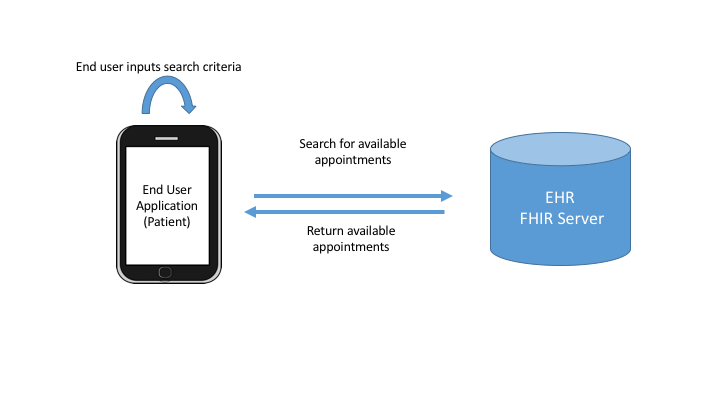 End user inputs search criteria
Search for available
appointments
End User
Application
(Patient)
EHR
FHIR Server
Return available
appointments